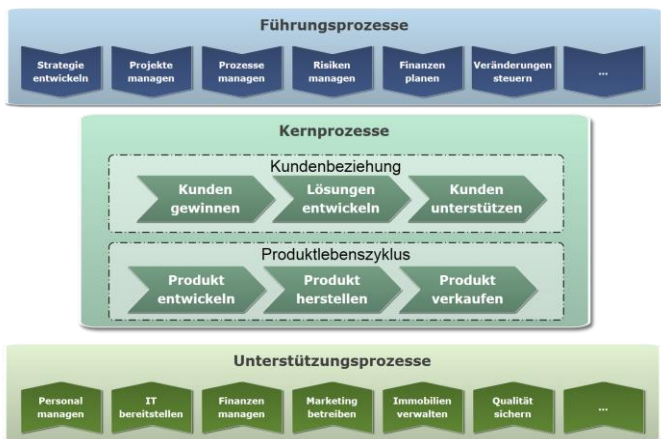 Führungsprozesse
Strategie entwickeln
Projekte managen
Prozesse managen
Risiken managen
Finanzen planen
Veränderungen steuern
...
Kernprozesse
Kundenbeziehung
Kunden gewinnen
Lösungen entwickeln
Kunden unterstützen
Produktlebenszyklus
Produkt entwickeln
Produkt herstellen
Produkt verkaufen
Unterstützungsprozesse
Personal managen
IT bereitstellen
Finanzen managen
Marketing betreiben
Immobilien verwalten
Qualität sichern
...